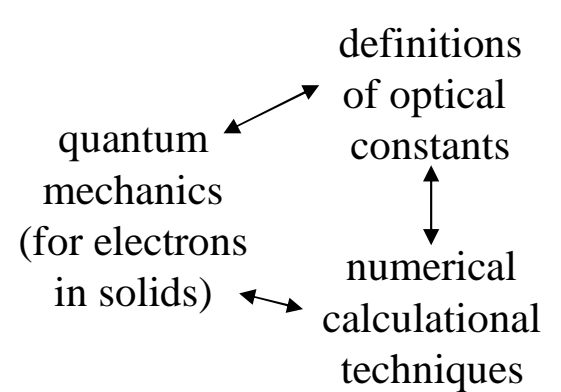 definitions
of optical
constants
quantum
mechanics
(for electrons
in solids)
numerical
calculational
techniques